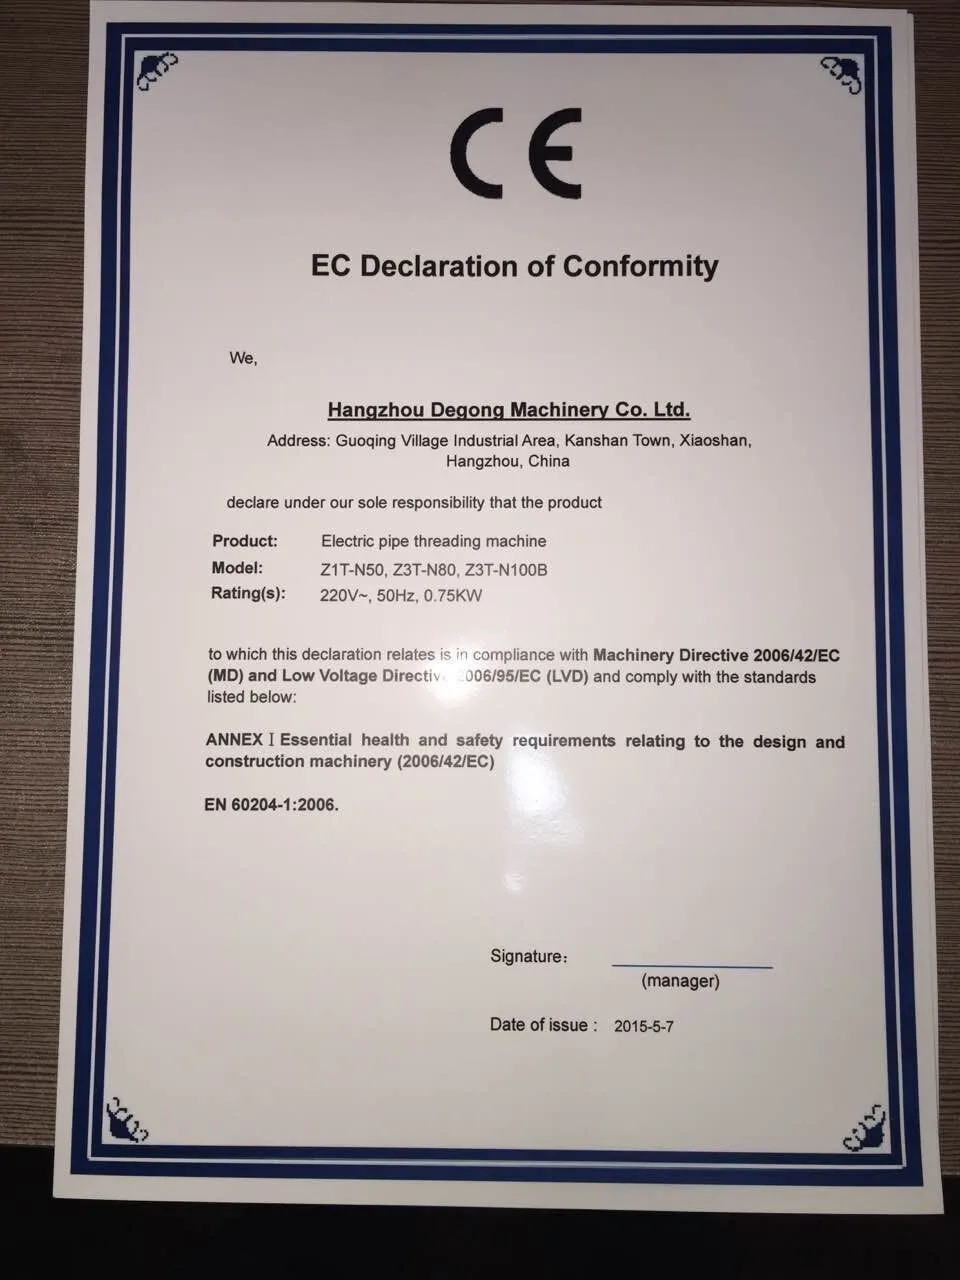 CE
EC Declaration of Conformity
We,
Hangzhou Degong Machinery Co. Ltd.
Address: Guoqing Village Industrial Area, Kanshan Town, Xiaoshan,
Hangzhou, China
declare under our sole responsibility that the product
Product: Electric pipe threading machine
Model: Z1T-N50, Z3T-N80, Z3T-N100B
Rating(s): 220V~, 50Hz, 0.75KW
to which this declaration relates is in compliance with Machinery Directive 2006/42/EC
(MD) and Low Voltage Directive 2006/95/EC (LVD) and comply with the standards
listed below:
ANNEX I Essential health and safety requirements relating to the design and
construction machinery (2006/42/EC)
EN 60204-1:2006.
Signature:
(manager)
Date of issue : 2015-5-7